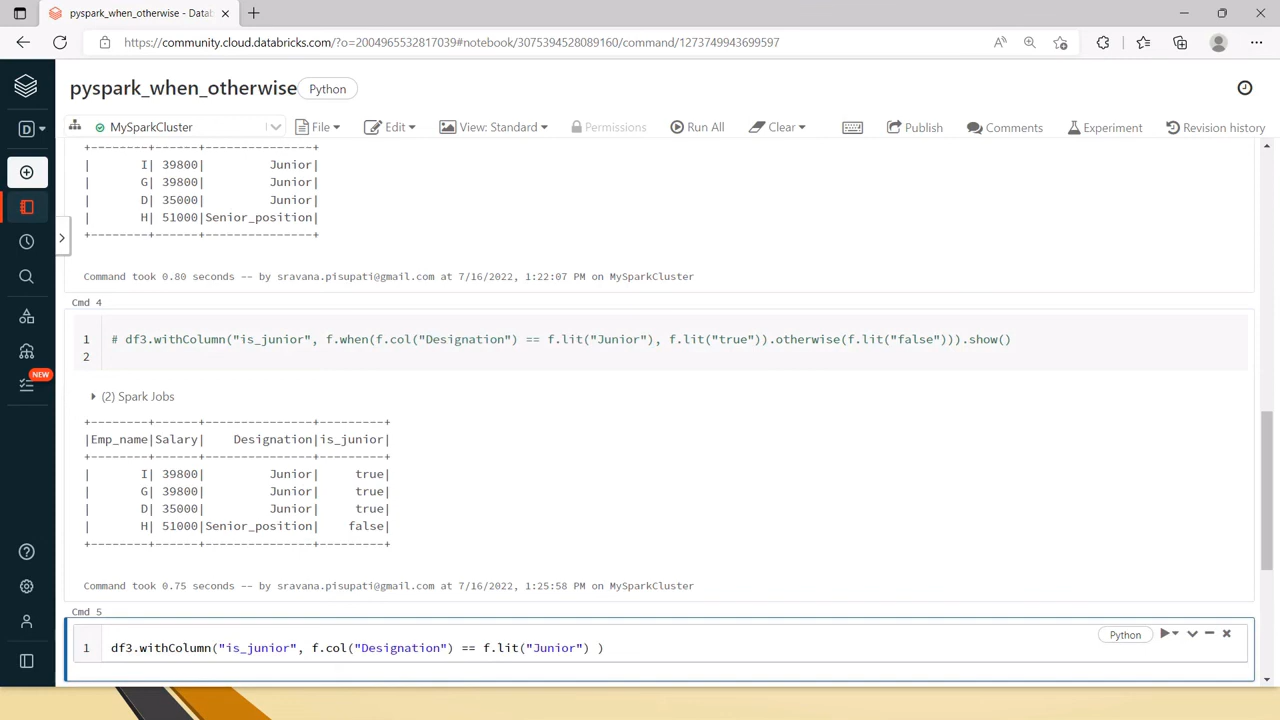 pyspark_when_otherwise - Datab
https://community.cloud.databricks.com/?o=2004965532817039#notebook/3075394528089160/command/1273749943699597
pyspark_when_otherwise Python
D MySparkCluster File Edit View: Standard Permissions Run All Clear Publish Comments Experiment Revision history
+--------+------+---------------+
|       I| 39800|         Junior|
|       G| 39800|         Junior|
|       D| 35000|         Junior|
|       H| 51000|Senior_position|
+--------+------+---------------+
Command took 0.80 seconds -- by sravana.pisupati@gmail.com at 7/16/2022, 1:22:07 PM on MySparkCluster
Cmd 4
1 # df3.withColumn("is_junior", f.when(f.col("Designation") == f.lit("Junior"), f.lit("true")).otherwise(f.lit("false"))).show()
2
NEW
(2) Spark Jobs
+--------+------+---------------+---------+
|Emp_name|Salary|    Designation|is_junior|
+--------+------+---------------+---------+
|       I| 39800|         Junior|     true|
|       G| 39800|         Junior|     true|
|       D| 35000|         Junior|     true|
|       H| 51000|Senior_position|    false|
+--------+------+---------------+---------+
Command took 0.75 seconds -- by sravana.pisupati@gmail.com at 7/16/2022, 1:25:58 PM on MySparkCluster
Cmd 5
Python
1 df3.withColumn("is_junior", f.col("Designation") == f.lit("Junior") )